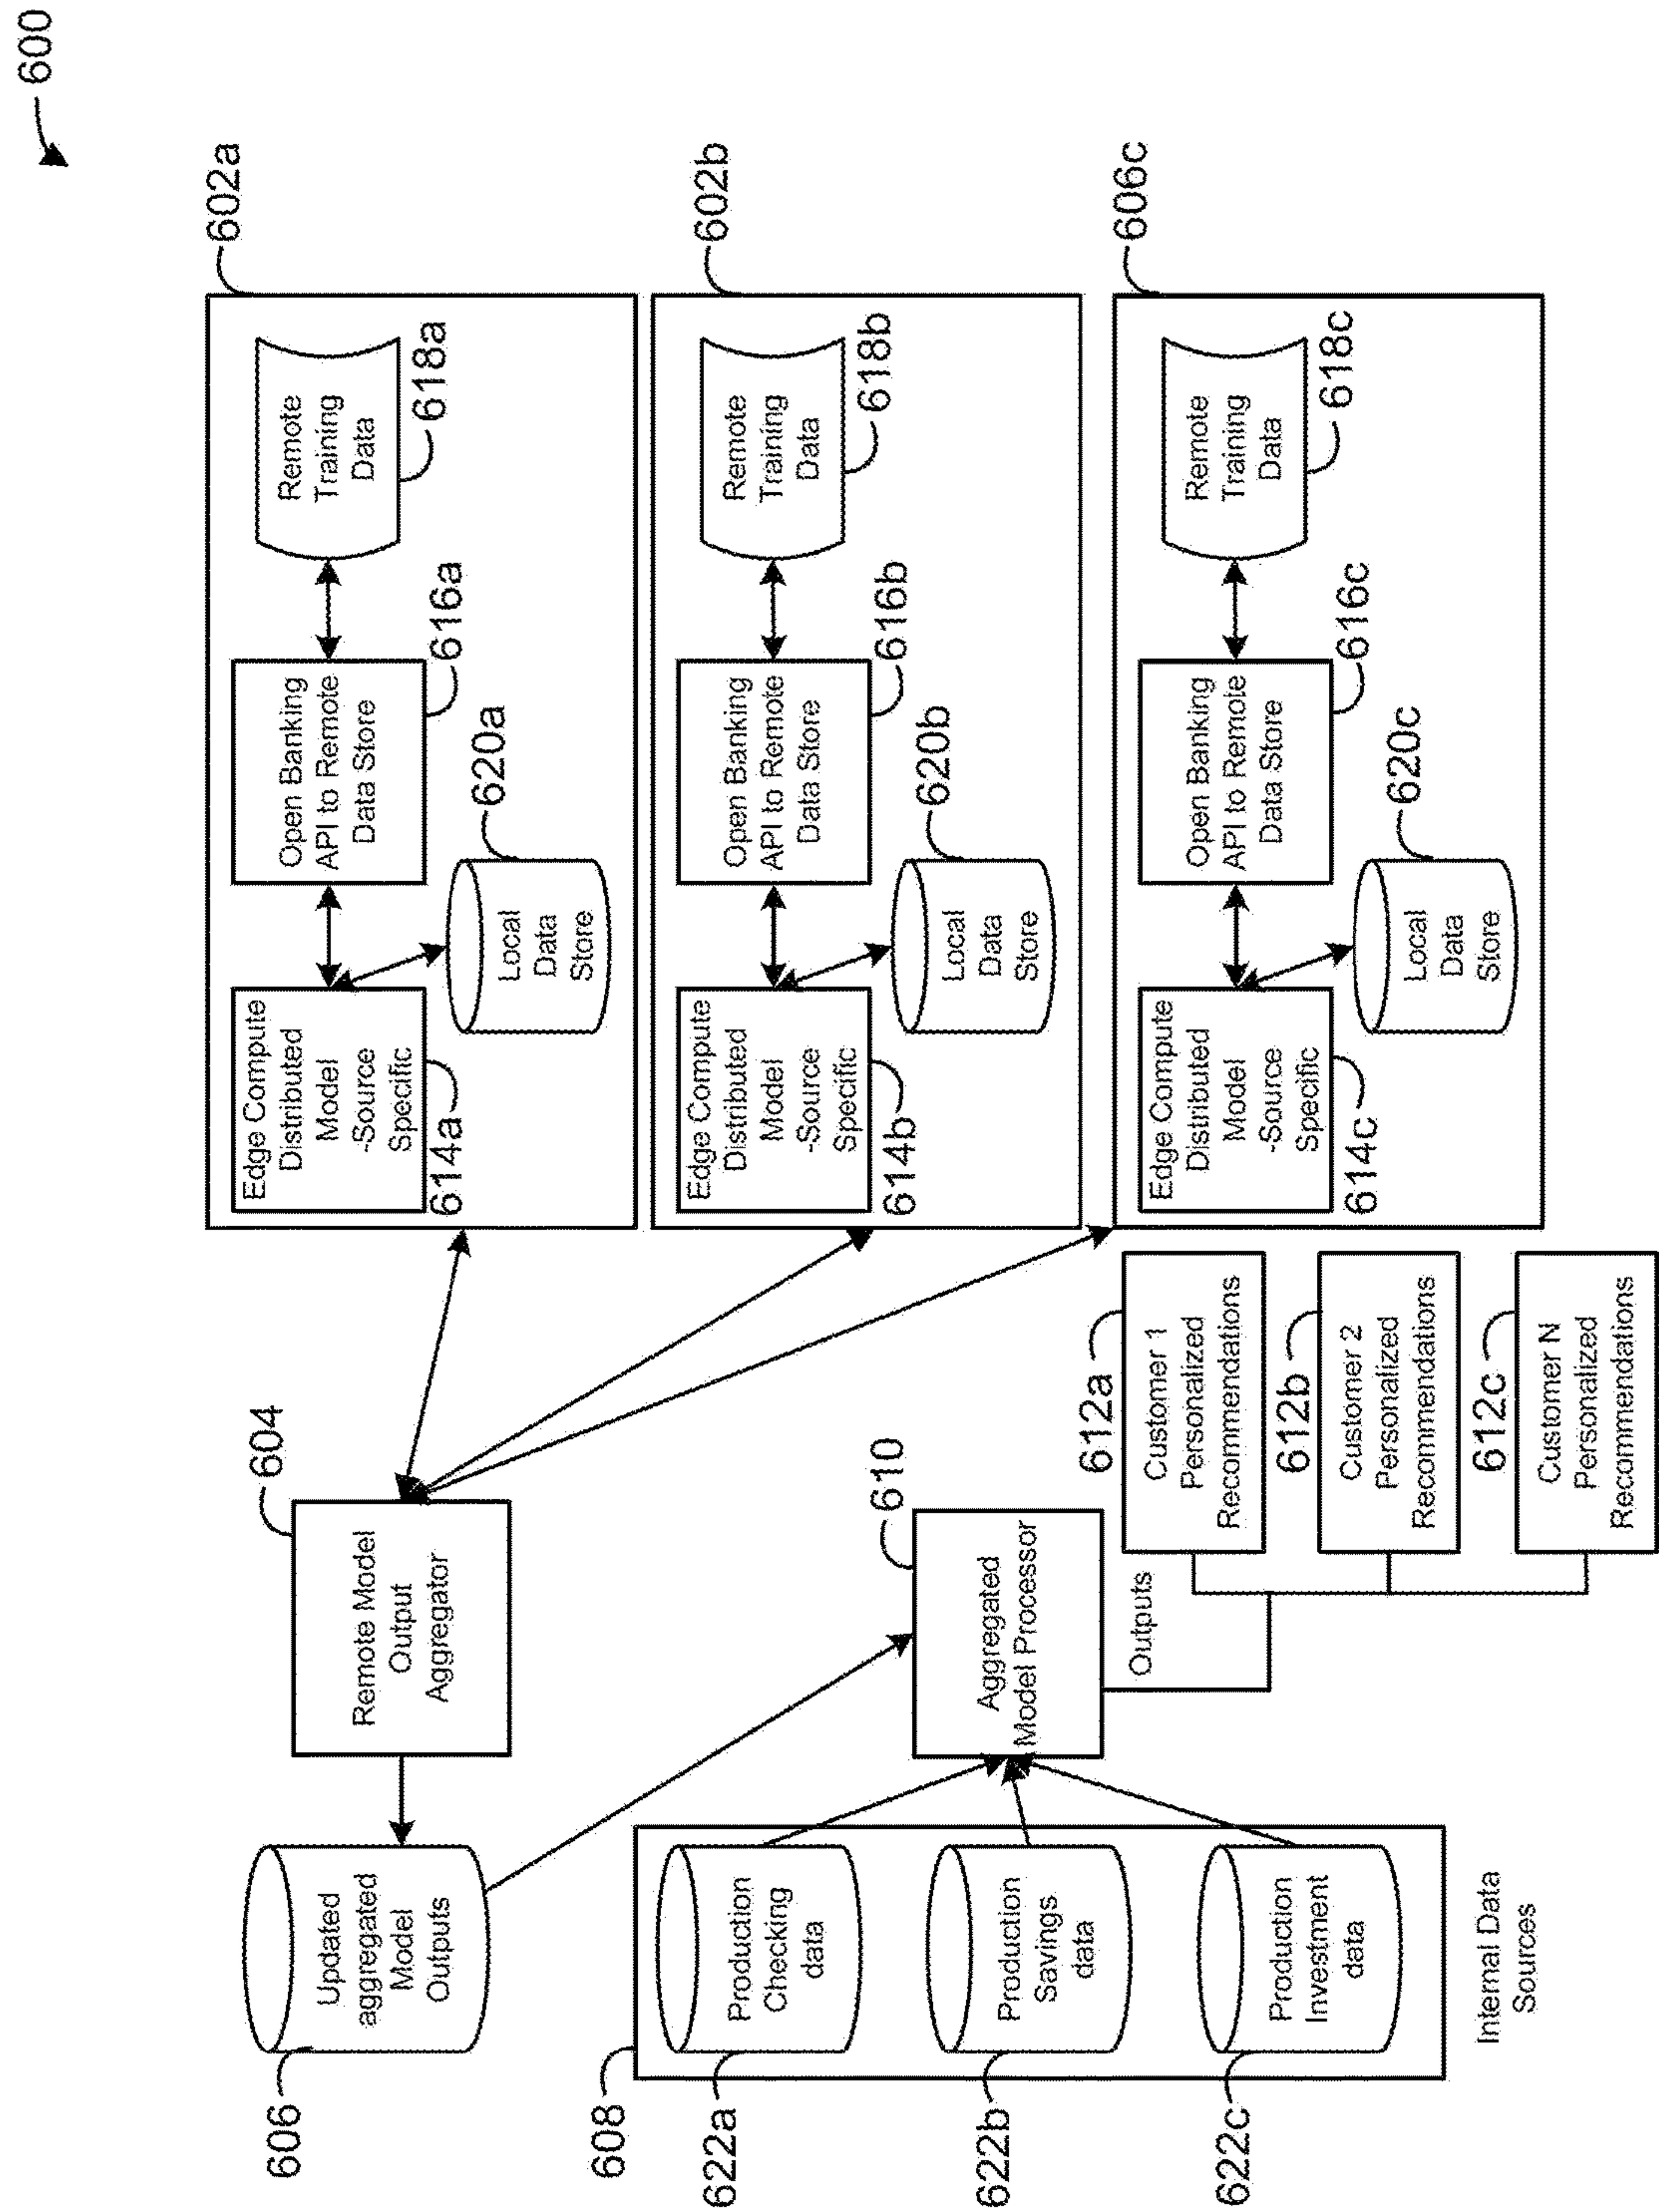 600
602a
Edge Compute
Distributed
Model
-Source
Specific
614a
Open Banking
API to Remote
Data Store
616a
Remote
Training
Data
618a
Local
Data
Store
620a
602b
Edge Compute
Distributed
Model
-Source
Specific
614b
Open Banking
API to Remote
Data Store
616b
Remote
Training
Data
618b
Local
Data
Store
620b
606c
Edge Compute
Distributed
Model
-Source
Specific
614c
Open Banking
API to Remote
Data Store
616c
Remote
Training
Data
618c
Local
Data
Store
620c
604
Remote Model
Output
Aggregator
606
Updated
aggregated
Model
Outputs
608
622a
Production
Checking
data
622b
Production
Savings
data
622c
Production
Investment
data
Internal Data
Sources
610
Aggregated
Model Processor
Outputs
612a
Customer 1
Personalized
Recommendations
612b
Customer 2
Personalized
Recommendations
612c
Customer N
Personalized
Recommendations